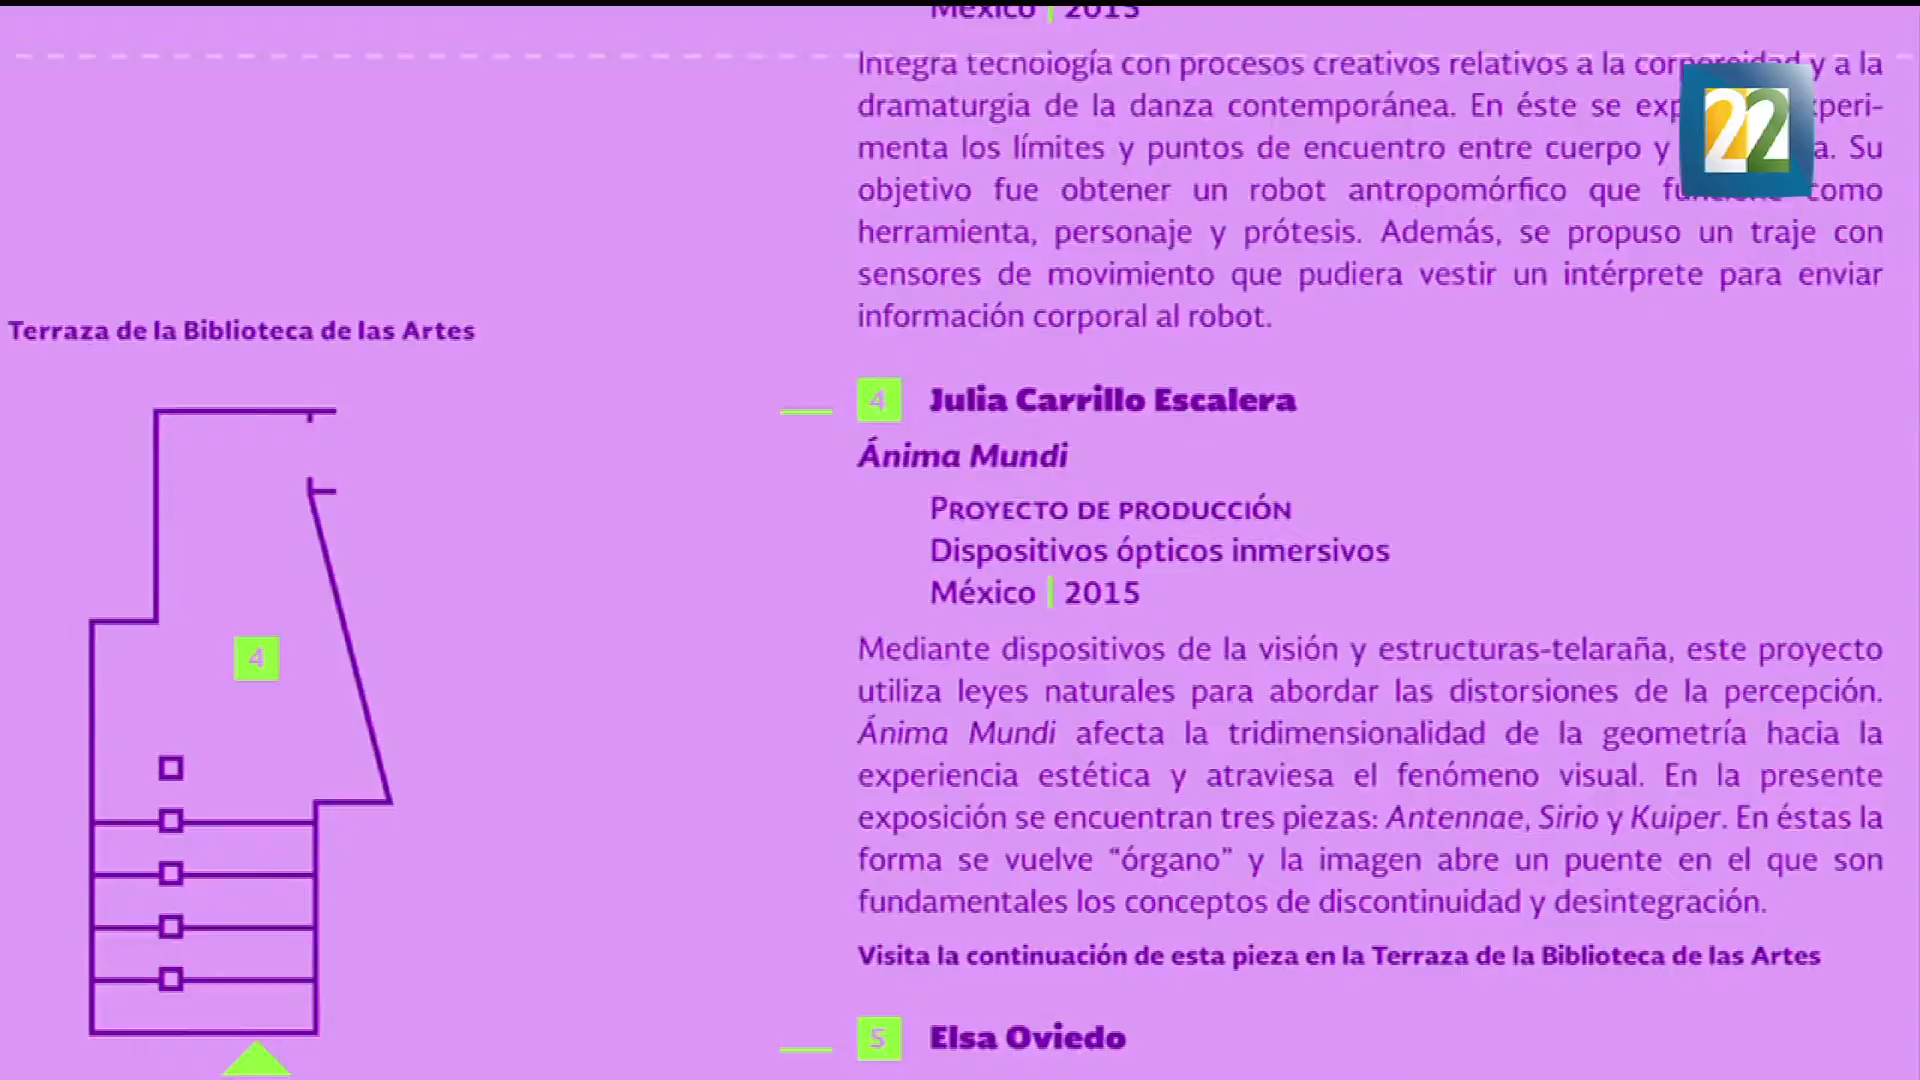 México | 2015
Integra tecnología con procesos creativos relativos a la corporeidad y a la
dramaturgia de la danza contemporánea. En éste se exp xperi-
menta los límites y puntos de encuentro entre cuerpo y a. Su
objetivo fue obtener un robot antropomórfico que funcione como
herramienta, personaje y prótesis. Además, se propuso un traje con
sensores de movimiento que pudiera vestir un intérprete para enviar
información corporal al robot.
22
Terraza de la Biblioteca de las Artes
4
4 Julia Carrillo Escalera
Ánima Mundi
PROYECTO DE PRODUCCIÓN
Dispositivos ópticos inmersivos
México | 2015
Mediante dispositivos de la visión y estructuras-telaraña, este proyecto
utiliza leyes naturales para abordar las distorsiones de la percepción.
Ánima Mundi afecta la tridimensionalidad de la geometría hacia la
experiencia estética y atraviesa el fenómeno visual. En la presente
exposición se encuentran tres piezas: Antennae, Sirio y Kuiper. En éstas la
forma se vuelve “órgano” y la imagen abre un puente en el que son
fundamentales los conceptos de discontinuidad y desintegración.
Visita la continuación de esta pieza en la Terraza de la Biblioteca de las Artes
5 Elsa Oviedo